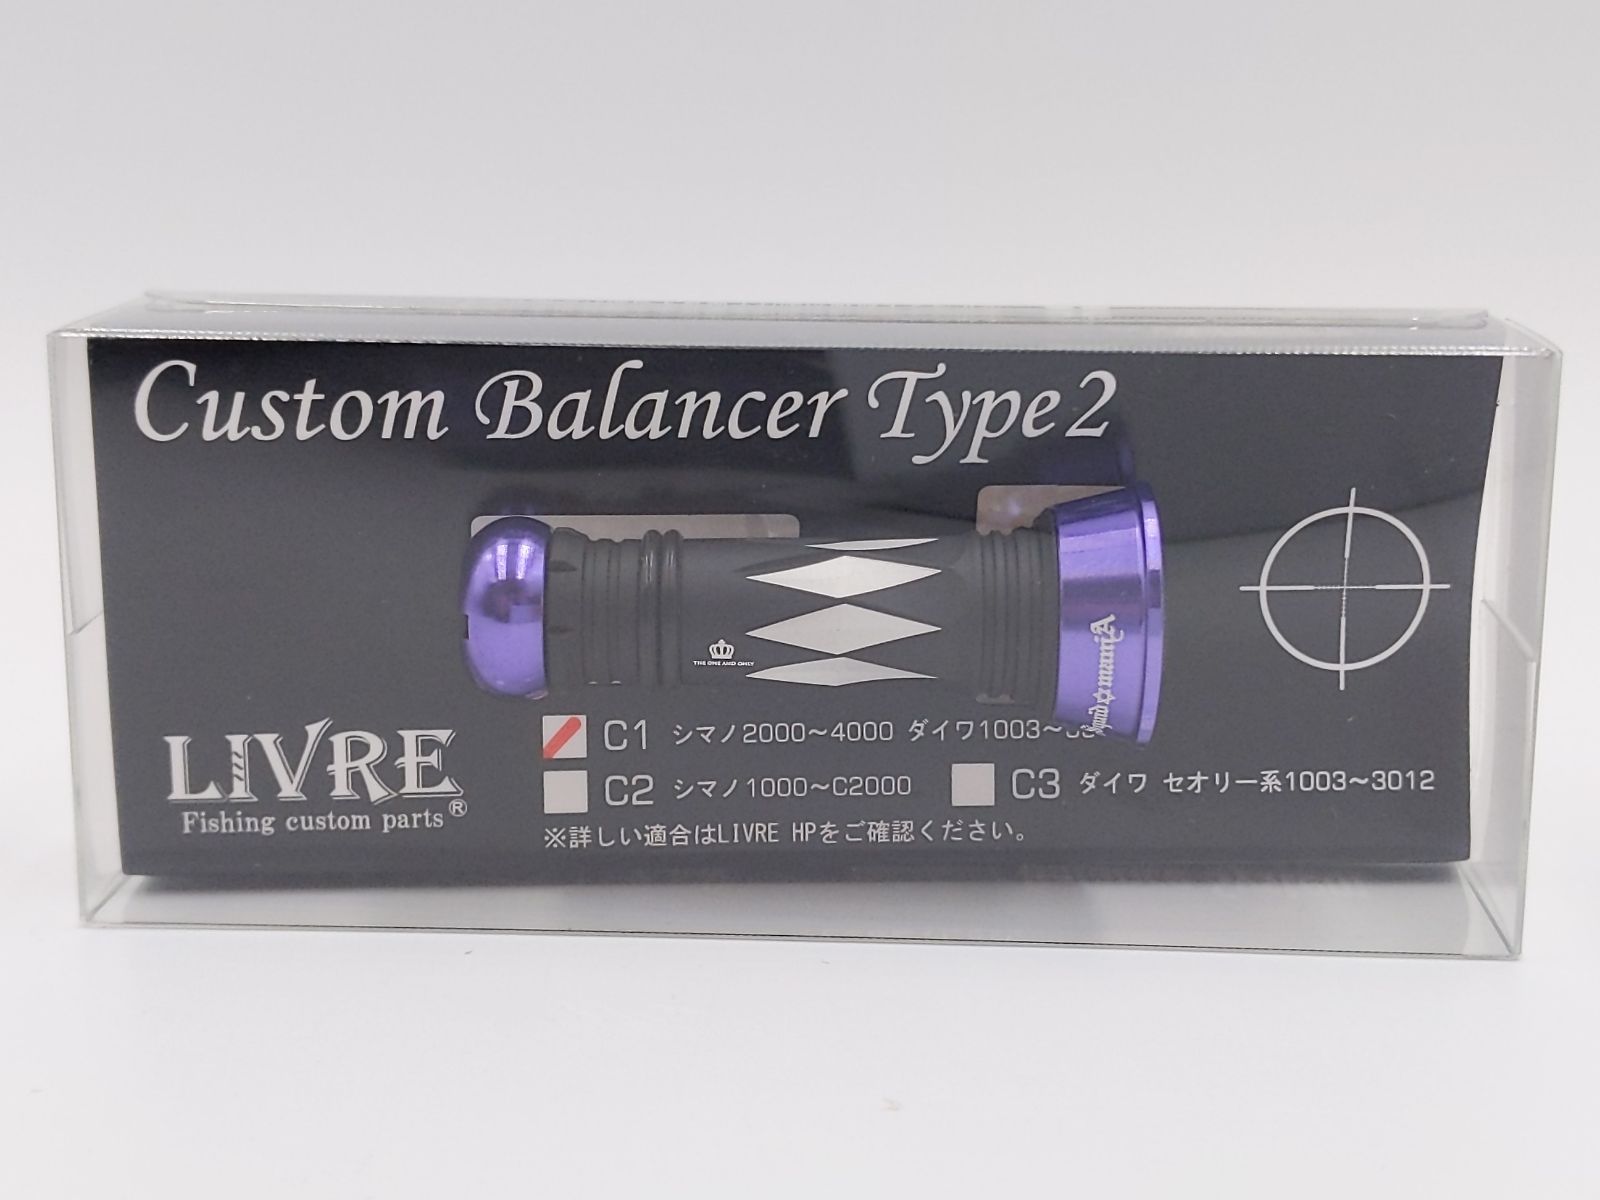 Custom Balancer Type2
THE ONE AND ONLY
LIVRE
Fishing custom parts®
C1 シマノ2000～4000 ダイワ1003～
C2 シマノ1000～C2000
C3 ダイワ セオリー系1003～3012
※詳しい適合はLIVRE HPをご確認ください。